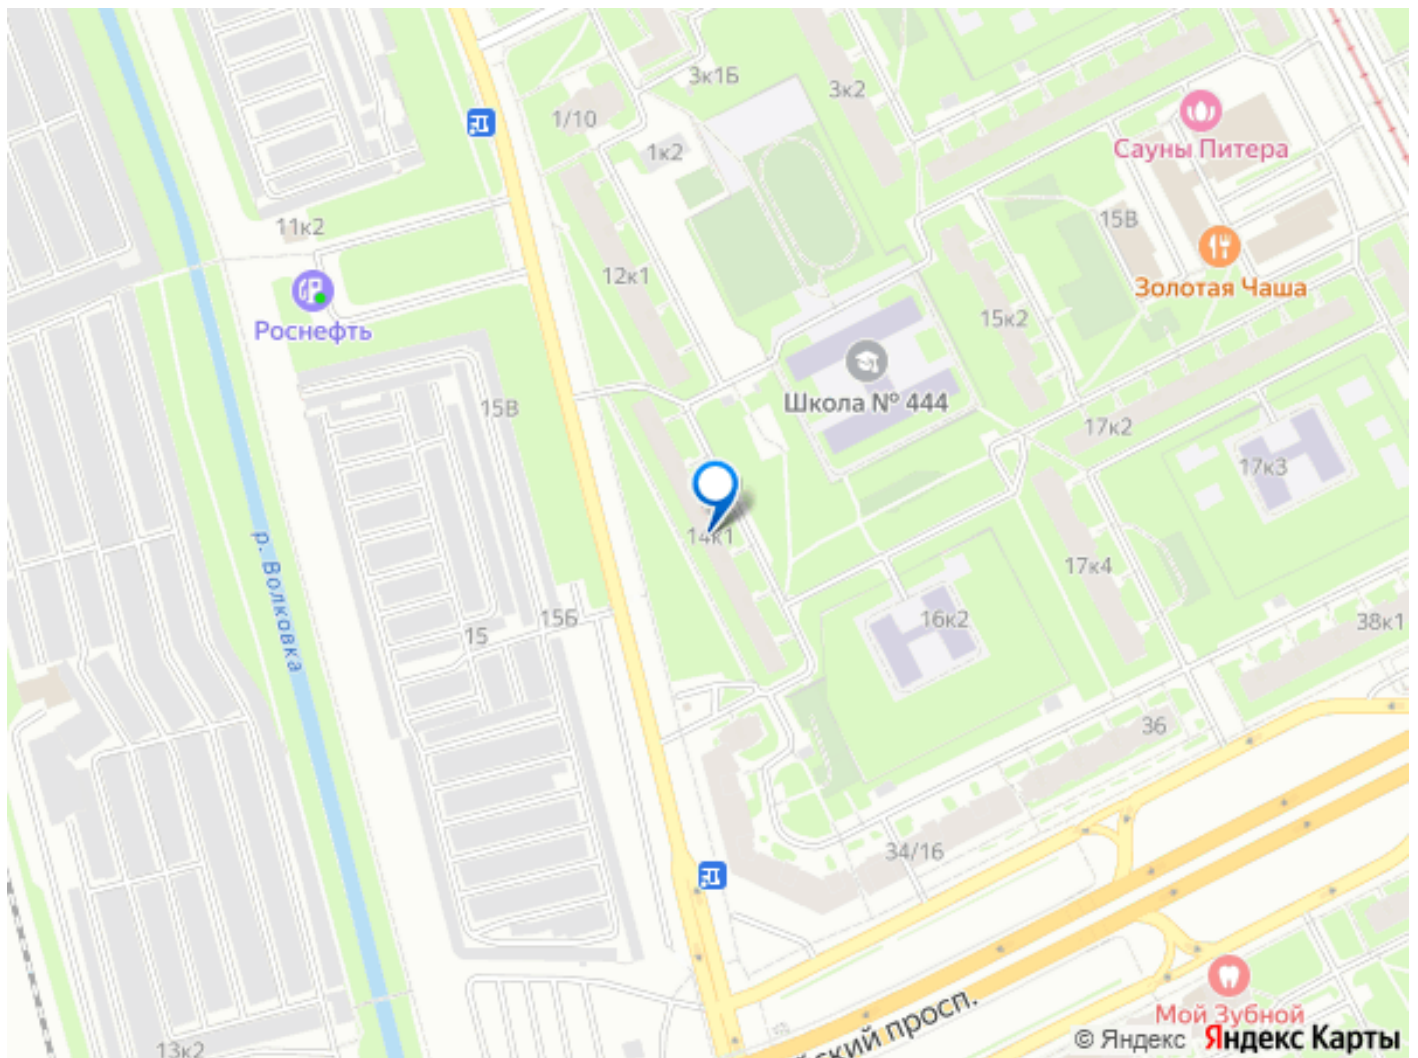 3к1Б
3к2
1/10
1к2
Сауны Питера
11к2
15В
12к1
Золотая Чаша
Роснефть
15к2
15В
Школа № 444
17к2
17к3
14к1
р. Волковка
17к4
15Б
15
16к2
38к1
36
34/16
ский просп.
Мой Зубной
13к2
© Яндекс Яндекс Карты